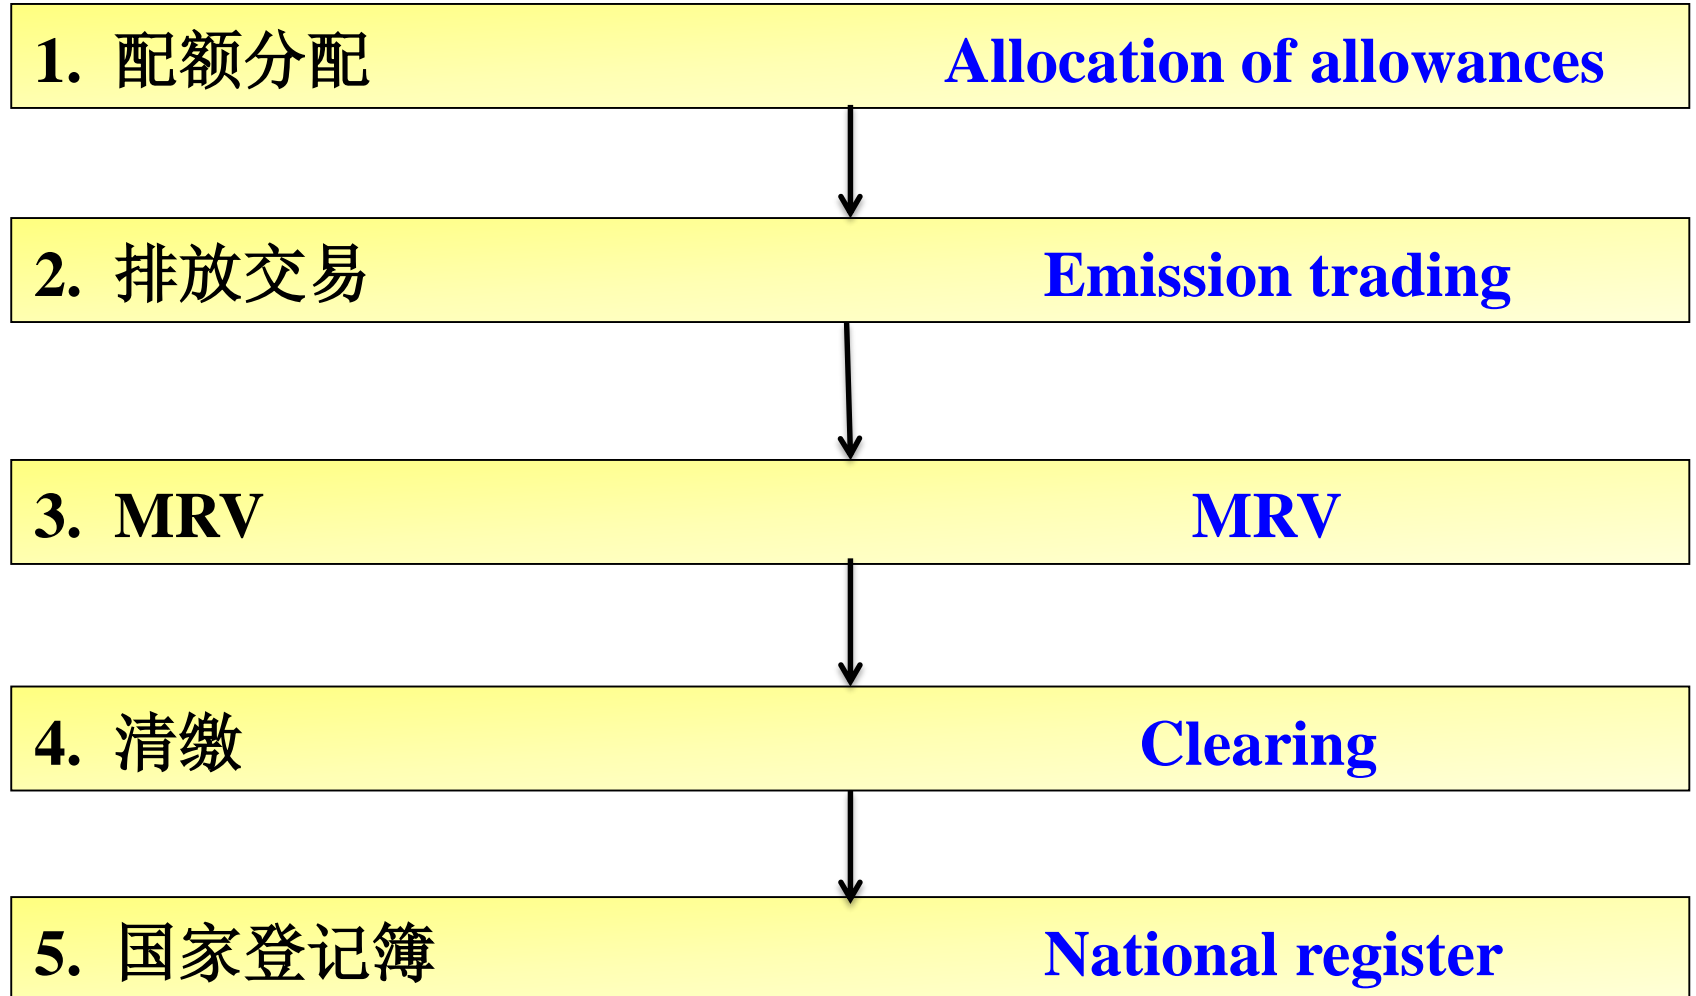 1. 配额分配 Allocation of allowances
2. 排放交易 Emission trading
3. MRV MRV
4. 清缴 Clearing
5. 国家登记簿 National register